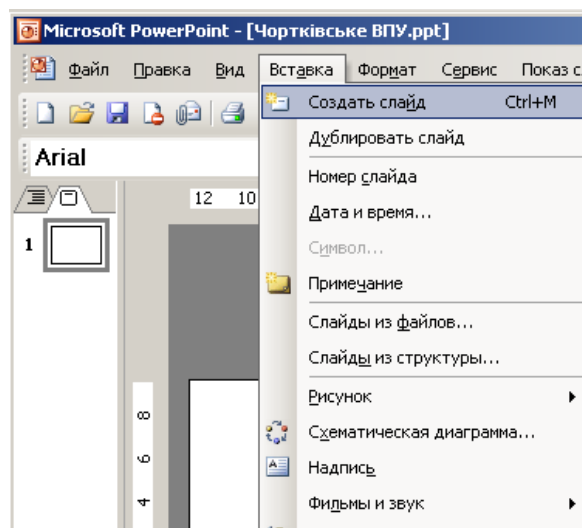 Microsoft PowerPoint - [Чортківське ВПУ.ppt]
Файл Правка Вид Вставка Формат Сервис Показ с
Создать слайд Ctrl+M
Дублировать слайд
Arial
Номер слайда
12 10
Дата и время...
1
Символ...
Примечание
Слайды из файлов...
Слайды из структуры...
Рисунок
8
Схематическая диаграмма...
6
Надпись
4
Фильмы и звук